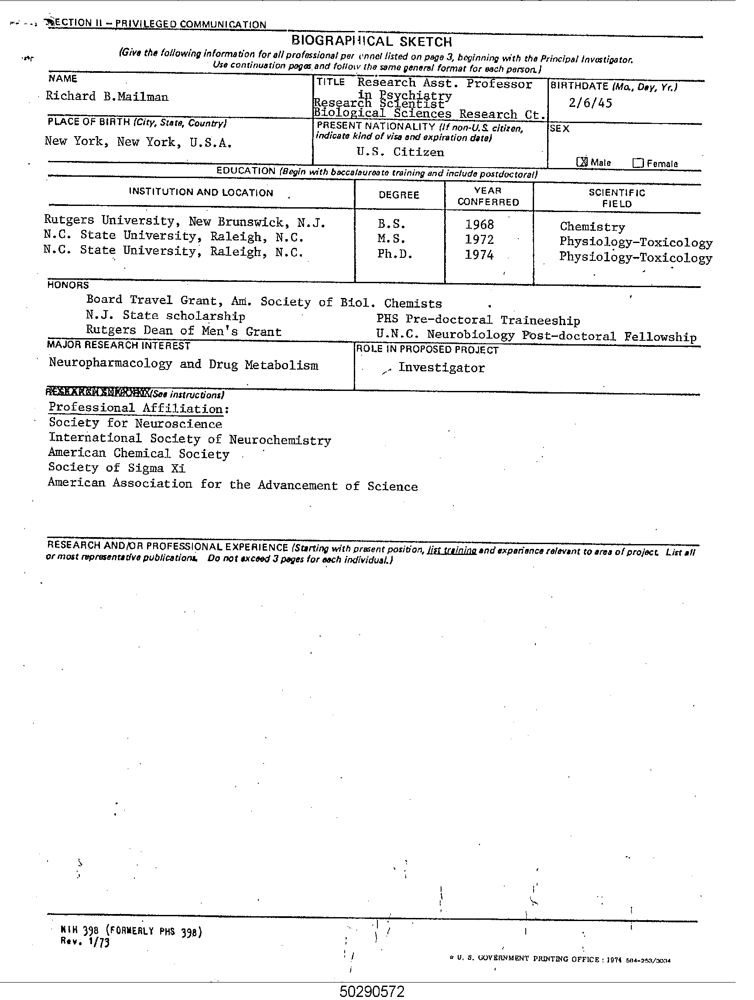 SECTION II – PRIVILEGED COMMUNICATION
BIOGRAPHICAL SKETCH
(Give the following information for all professional personnel listed on page 3, beginning with the Principal Investigator.
Use continuation pages and follow the same general format for each person.)
NAME
Richard B.Mailman
TITLE Research Asst. Professor
in Psychiatry
Research Scientist
Biological Sciences Research Ct.
BIRTHDATE (Mo., Day, Yr.)
2/6/45
PLACE OF BIRTH (City, State, Country)
New York, New York, U.S.A.
PRESENT NATIONALITY (If non-U.S. citizen,
indicate kind of visa and expiration date)
U.S. Citizen
SEX
☒ Male ☐ Female
EDUCATION (Begin with baccalaureate training and include postdoctoral)
INSTITUTION AND LOCATION DEGREE YEAR CONFERRED SCIENTIFIC FIELD
Rutgers University, New Brunswick, N.J. B.S. 1968 Chemistry
N.C. State University, Raleigh, N.C. M.S. 1972 Physiology-Toxicology
N.C. State University, Raleigh, N.C. Ph.D. 1974 Physiology-Toxicology
HONORS
Board Travel Grant, Am. Society of Biol. Chemists
N.J. State scholarship PHS Pre-doctoral Traineeship
Rutgers Dean of Men's Grant U.N.C. Neurobiology Post-doctoral Fellowship
MAJOR RESEARCH INTEREST
Neuropharmacology and Drug Metabolism
ROLE IN PROPOSED PROJECT
Investigator
(See instructions)
Professional Affiliation:
Society for Neuroscience
International Society of Neurochemistry
American Chemical Society
Society of Sigma Xi
American Association for the Advancement of Science
RESEARCH AND/OR PROFESSIONAL EXPERIENCE (Starting with present position, list training and experience relevant to area of project. List all
or most representative publications. Do not exceed 3 pages for each individual.)
NIH 398 (FORMERLY PHS 398)
Rev. 1/73
☆ U. S. GOVERNMENT PRINTING OFFICE : 1974 584-253/3034
50290572